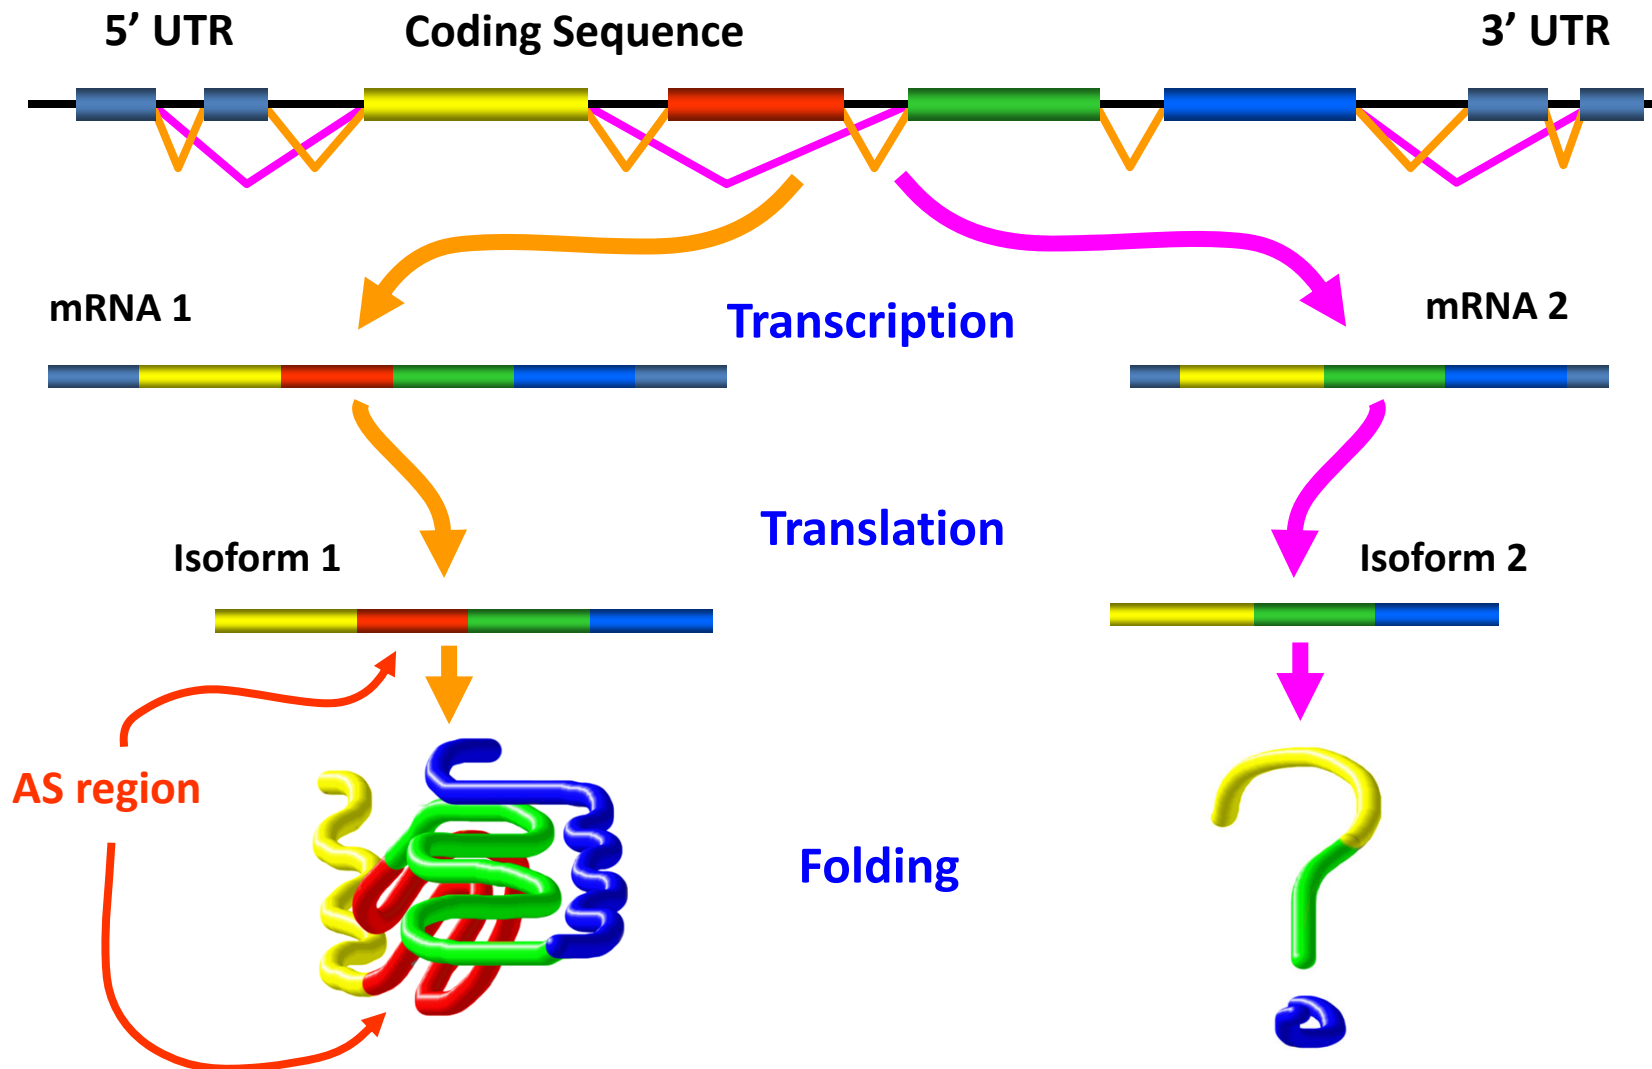 5’ UTR
Coding Sequence
3’ UTR
mRNA 1
Transcription
mRNA 2
Translation
Isoform 1
Isoform 2
AS region
Folding